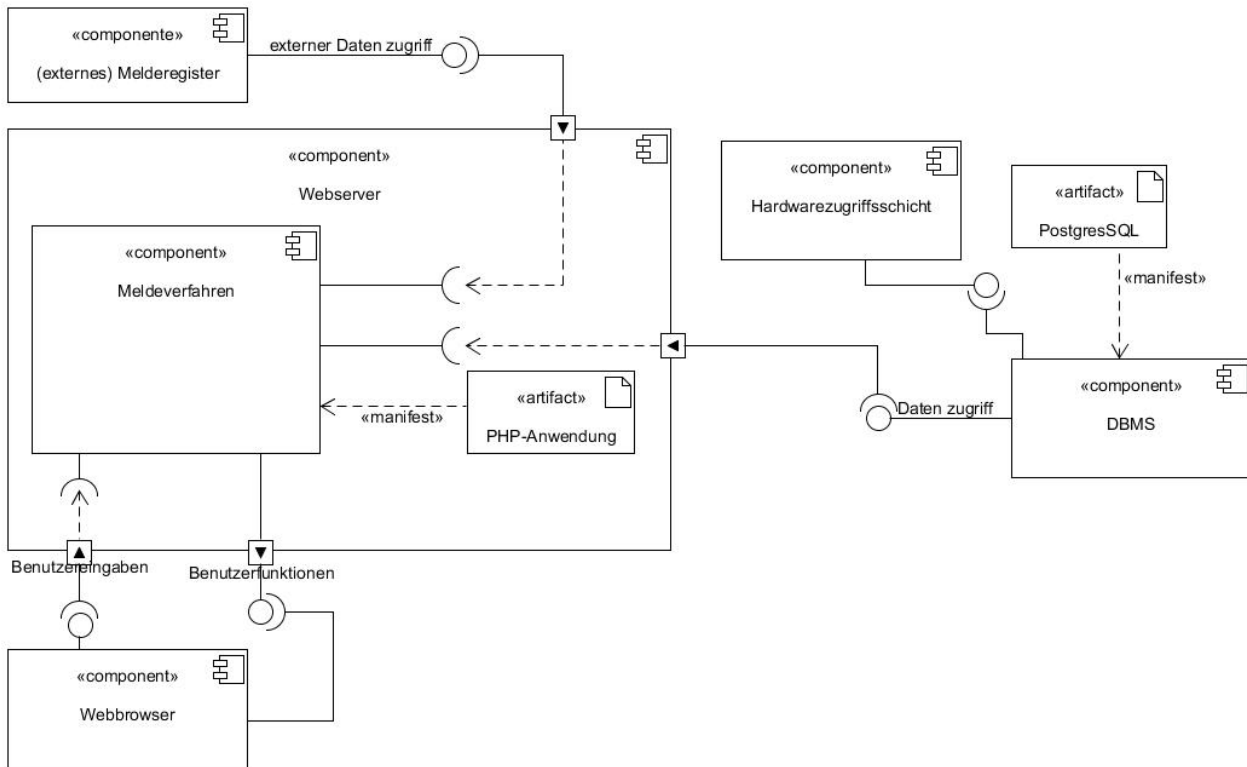 «componente»
(externes) Melderegister
externer Daten zugriff
«component»
Webserver
«component»
Meldeverfahren
«manifest»
«artifact»
PHP-Anwendung
«component»
Hardwarezugriffsschicht
«artifact»
PostgresSQL
«manifest»
«component»
DBMS
Daten zugriff
Benutzereingaben
Benutzerfunktionen
«component»
Webbrowser